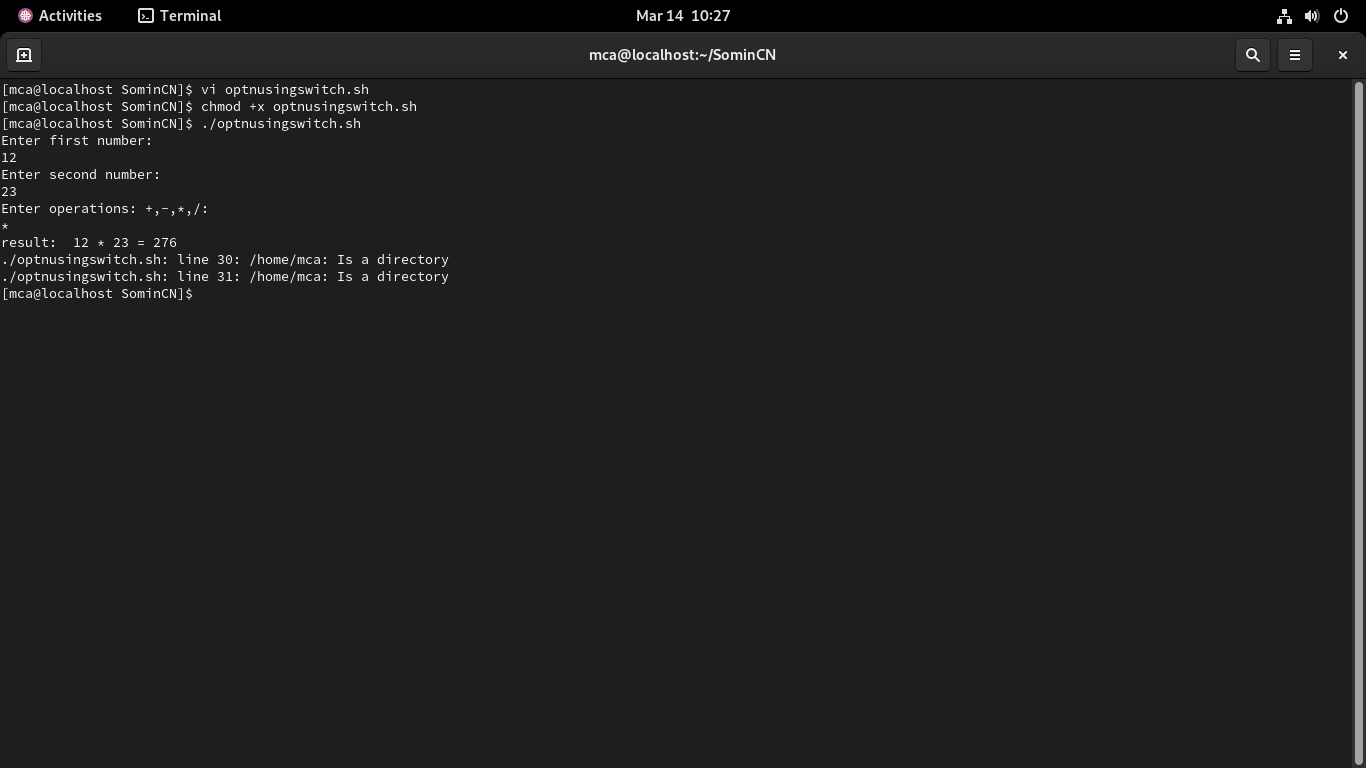 Activities
Terminal
Mar 14 10:27
mca@localhost:~/SominCN
[mca@localhost SominCN]$ vi optnusingswitch.sh
[mca@localhost SominCN]$ chmod +x optnusingswitch.sh
[mca@localhost SominCN]$ ./optnusingswitch.sh
Enter first number:
12
Enter second number:
23
Enter operations: +,-,*,/:
*
result:  12 * 23 = 276
./optnusingswitch.sh: line 30: /home/mca: Is a directory
./optnusingswitch.sh: line 31: /home/mca: Is a directory
[mca@localhost SominCN]$